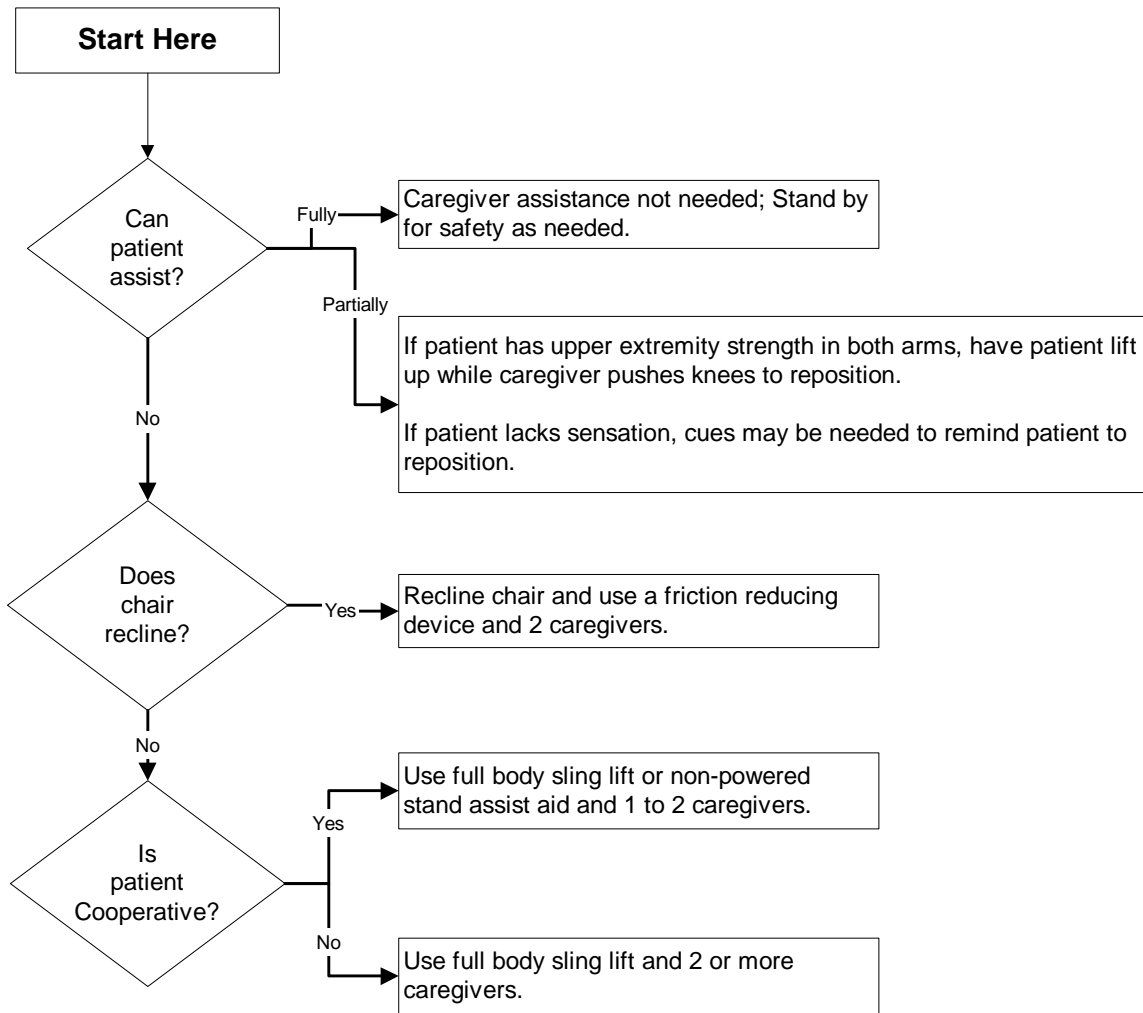 Start Here
Can
patient
assist?
Fully
Caregiver assistance not needed; Stand by
for safety as needed.
Partially
If patient has upper extremity strength in both arms, have patient lift
up while caregiver pushes knees to reposition.
If patient lacks sensation, cues may be needed to remind patient to
reposition.
No
Does
chair
recline?
Yes
Recline chair and use a friction reducing
device and 2 caregivers.
No
Is
patient
Cooperative?
Yes
Use full body sling lift or non-powered
stand assist aid and 1 to 2 caregivers.
No
Use full body sling lift and 2 or more
caregivers.